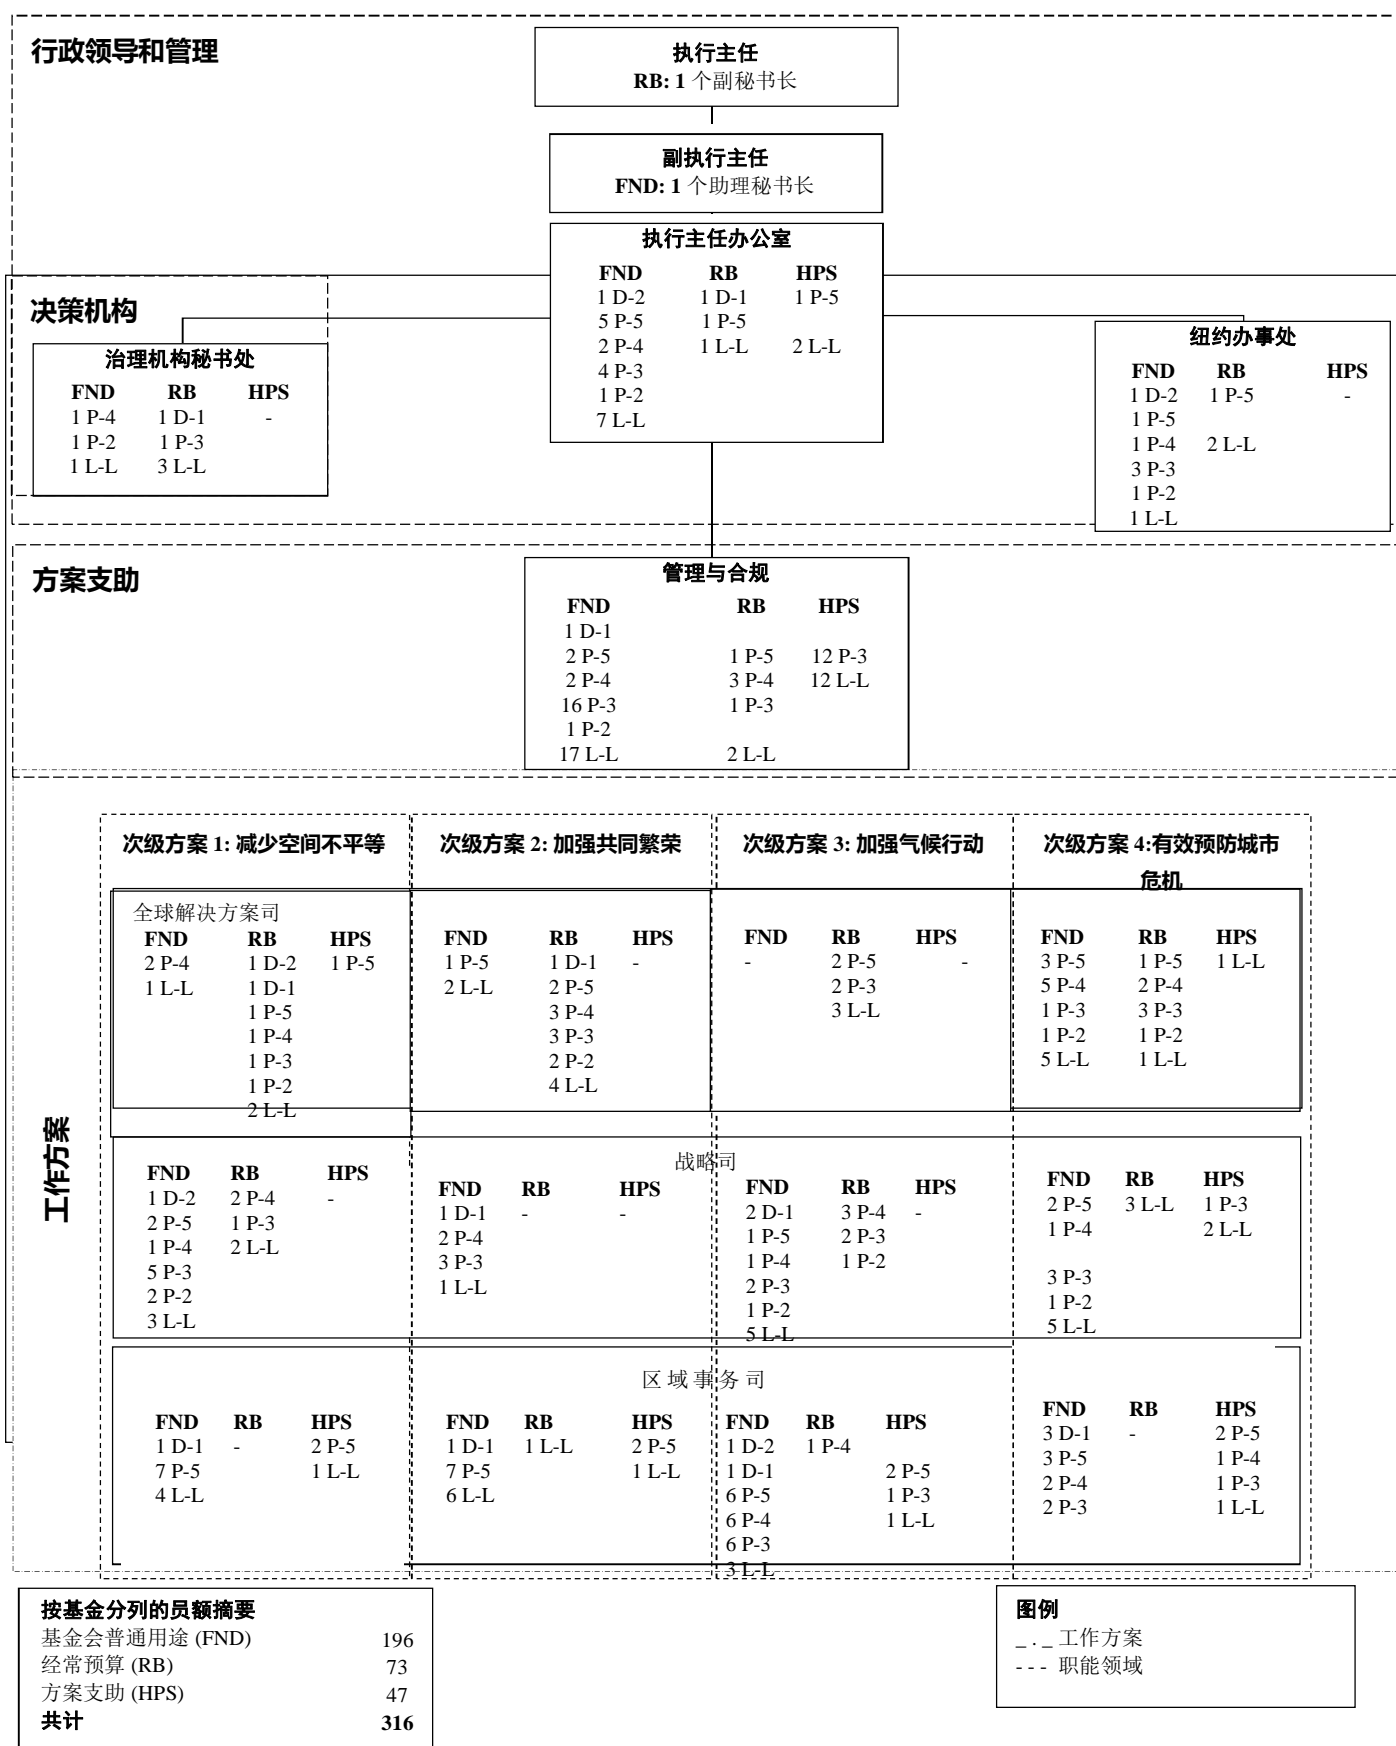 行政领导和管理
执行主任
RB: 1 个副秘书长
副执行主任
FND: 1 个助理秘书长
执行主任办公室
FND RB HPS
1 D-2 1 D-1 1 P-5
5 P-5 1 P-5
2 P-4 1 L-L 2 L-L
4 P-3
1 P-2
7 L-L
决策机构
治理机构秘书处
FND RB HPS
1 P-4 1 D-1 -
1 P-2 1 P-3
1 L-L 3 L-L
纽约办事处
FND RB HPS
1 D-2 1 P-5 -
1 P-5
1 P-4 2 L-L
3 P-3
1 P-2
1 L-L
方案支助
管理与合规
FND RB HPS
1 D-1
2 P-5 1 P-5 12 P-3
2 P-4 3 P-4 12 L-L
16 P-3 1 P-3
1 P-2
17 L-L 2 L-L
工作方案
次级方案 1: 减少空间不平等
次级方案 2: 加强共同繁荣
次级方案 3: 加强气候行动
次级方案 4:有效预防城市
危机
全球解决方案司
FND RB HPS
2 P-4 1 D-2 1 P-5
1 L-L 1 D-1
1 P-5
1 P-4
1 P-3
1 P-2
2 L-L
FND RB HPS
1 P-5 1 D-1 -
2 L-L 2 P-5
3 P-4
3 P-3
2 P-2
4 L-L
FND RB HPS
- 2 P-5 -
2 P-3
3 L-L
FND RB HPS
3 P-5 1 P-5 1 L-L
5 P-4 2 P-4
1 P-3 3 P-3
1 P-2 1 P-2
5 L-L 1 L-L
战略司
FND RB HPS
1 D-2 2 P-4 -
2 P-5 1 P-3
1 P-4 2 L-L
5 P-3
2 P-2
3 L-L
FND RB HPS
1 D-1 - -
2 P-4
3 P-3
1 L-L
FND RB HPS
2 D-1 3 P-4 -
1 P-5 2 P-3
1 P-4 1 P-2
2 P-3
1 P-2
5 L-L
FND RB HPS
2 P-5 3 L-L 1 P-3
1 P-4 2 L-L
3 P-3
1 P-2
5 L-L
区域事务司
FND RB HPS
1 D-1 - 2 P-5
7 P-5 1 L-L
4 L-L
FND RB HPS
1 D-1 1 L-L 2 P-5
7 P-5 1 L-L
6 L-L
FND RB HPS
1 D-2 1 P-4
1 D-1 2 P-5
6 P-5 1 P-3
6 P-4 1 L-L
6 P-3
3 L-L
FND RB HPS
3 D-1 - 2 P-5
3 P-5 1 P-4
2 P-4 1 P-3
2 P-3 1 L-L
按基金分列的员额摘要
基金会普通用途 (FND) 196
经常预算 (RB) 73
方案支助 (HPS) 47
共计 316
图例
_ . _ 工作方案
- - - 职能领域